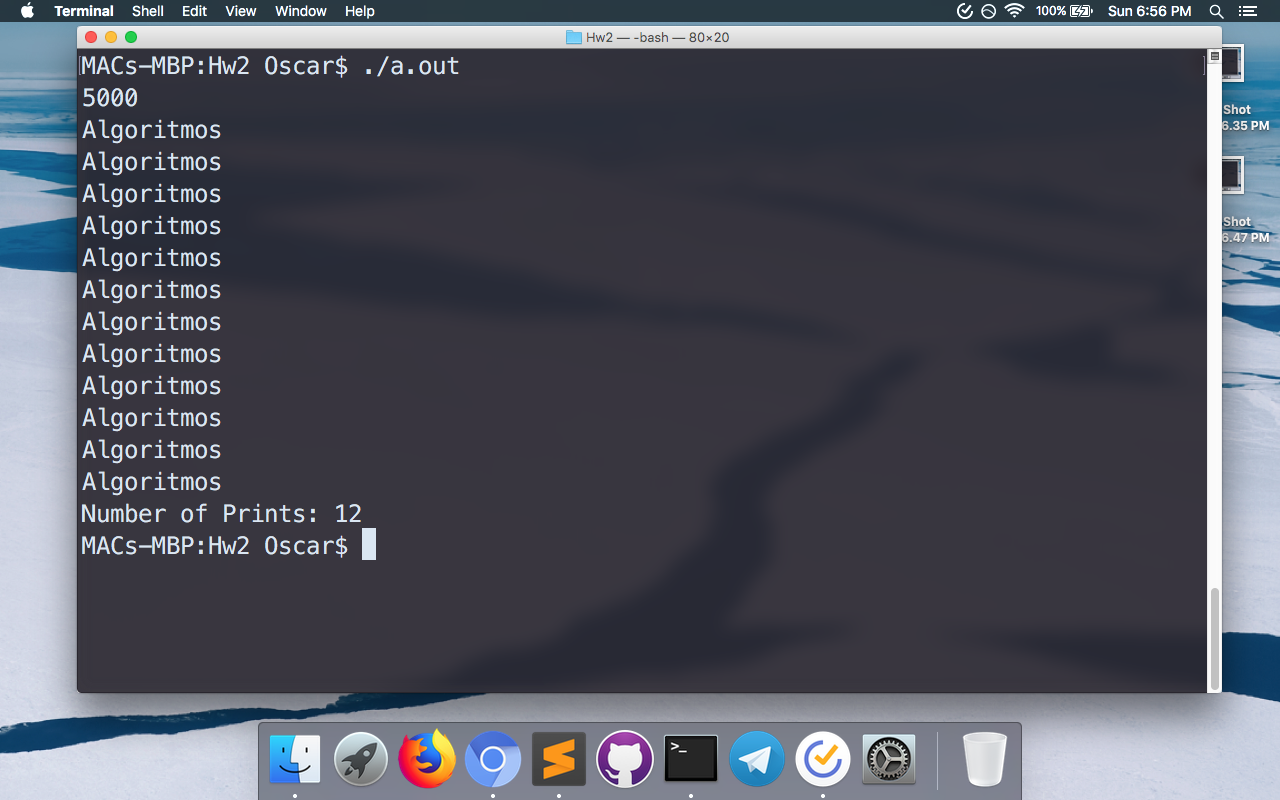 Terminal Shell Edit View Window Help 100% Sun 6:56 PM
Hw2 — -bash — 80×20
MACs-MBP:Hw2 Oscar$ ./a.out
5000
Algoritmos
Algoritmos
Algoritmos
Algoritmos
Algoritmos
Algoritmos
Algoritmos
Algoritmos
Algoritmos
Algoritmos
Algoritmos
Algoritmos
Number of Prints: 12
MACs-MBP:Hw2 Oscar$
Shot
6.35 PM
Shot
6.47 PM
>_